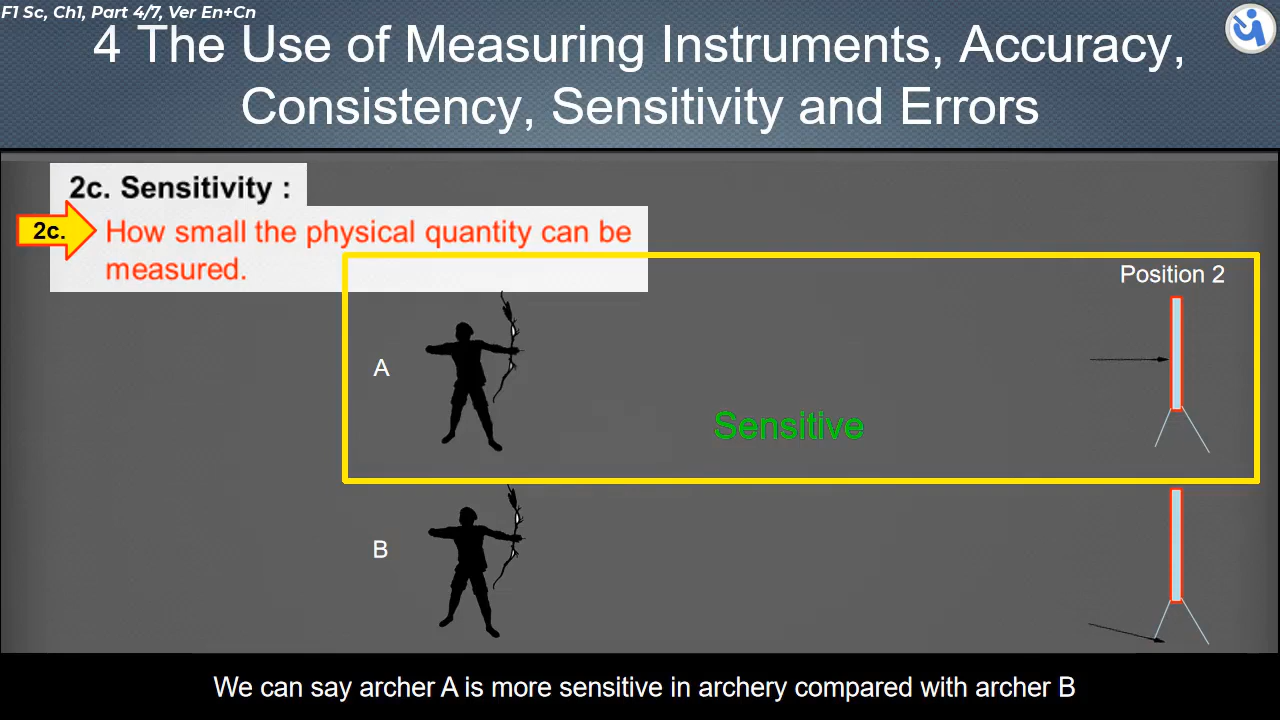 F1 Sc, Ch1, Part 4/7, Ver En+Cn
4 The Use of Measuring Instruments, Accuracy,
Consistency, Sensitivity and Errors
2c. Sensitivity :
2c.
How small the physical quantity can be
measured.
Position 2
A
Sensitive
B
We can say archer A is more sensitive in archery compared with archer B